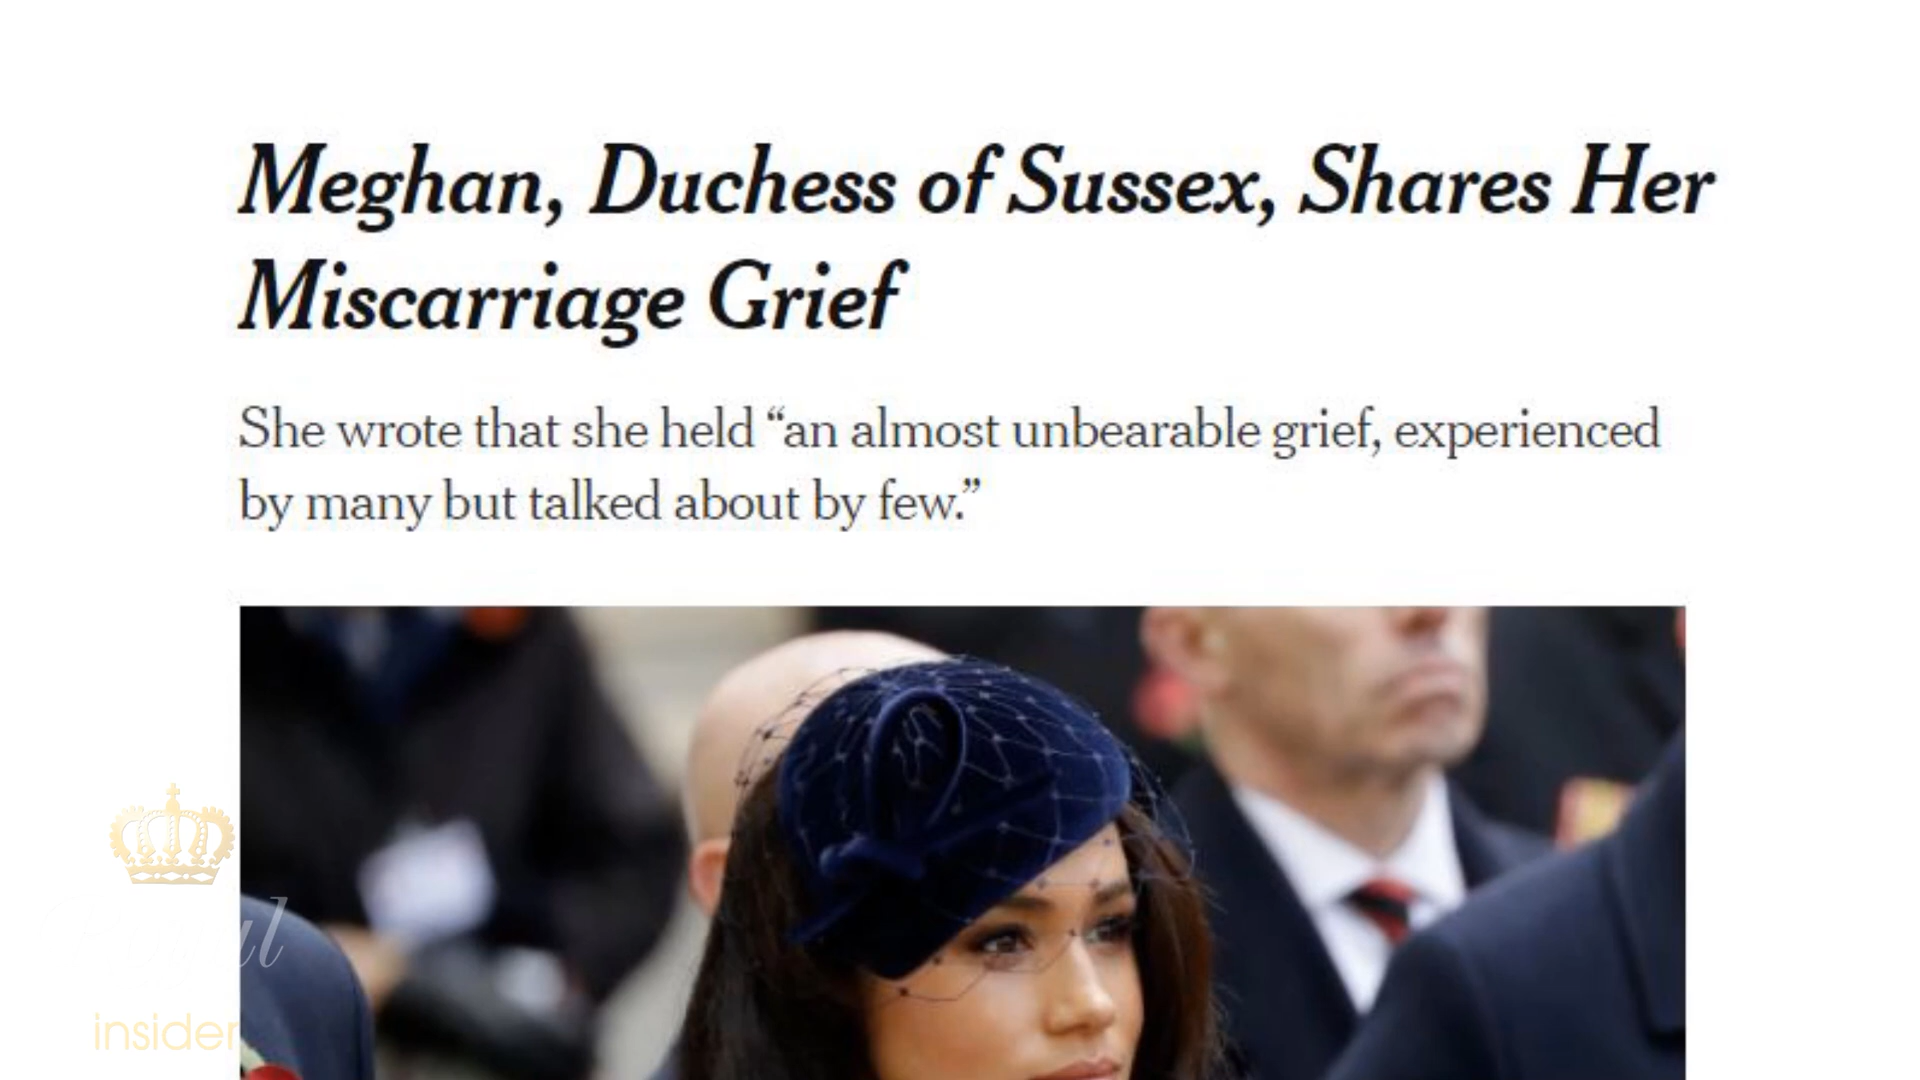 Meghan, Duchess of Sussex, Shares Her
Miscarriage Grief
She wrote that she held “an almost unbearable grief, experienced
by many but talked about by few.”
Royal
insider